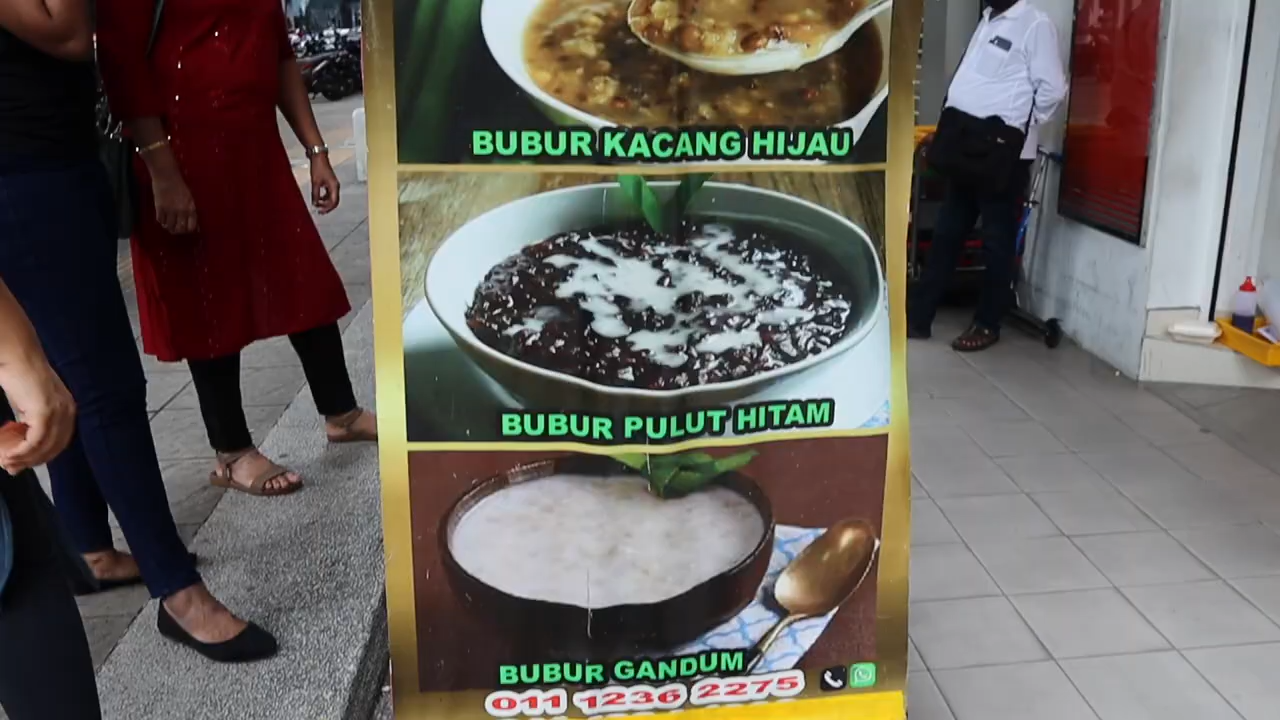 BUBUR KACANG HIJAU
BUBUR PULUT HITAM
BUBUR GANDUM
011 1236 2275